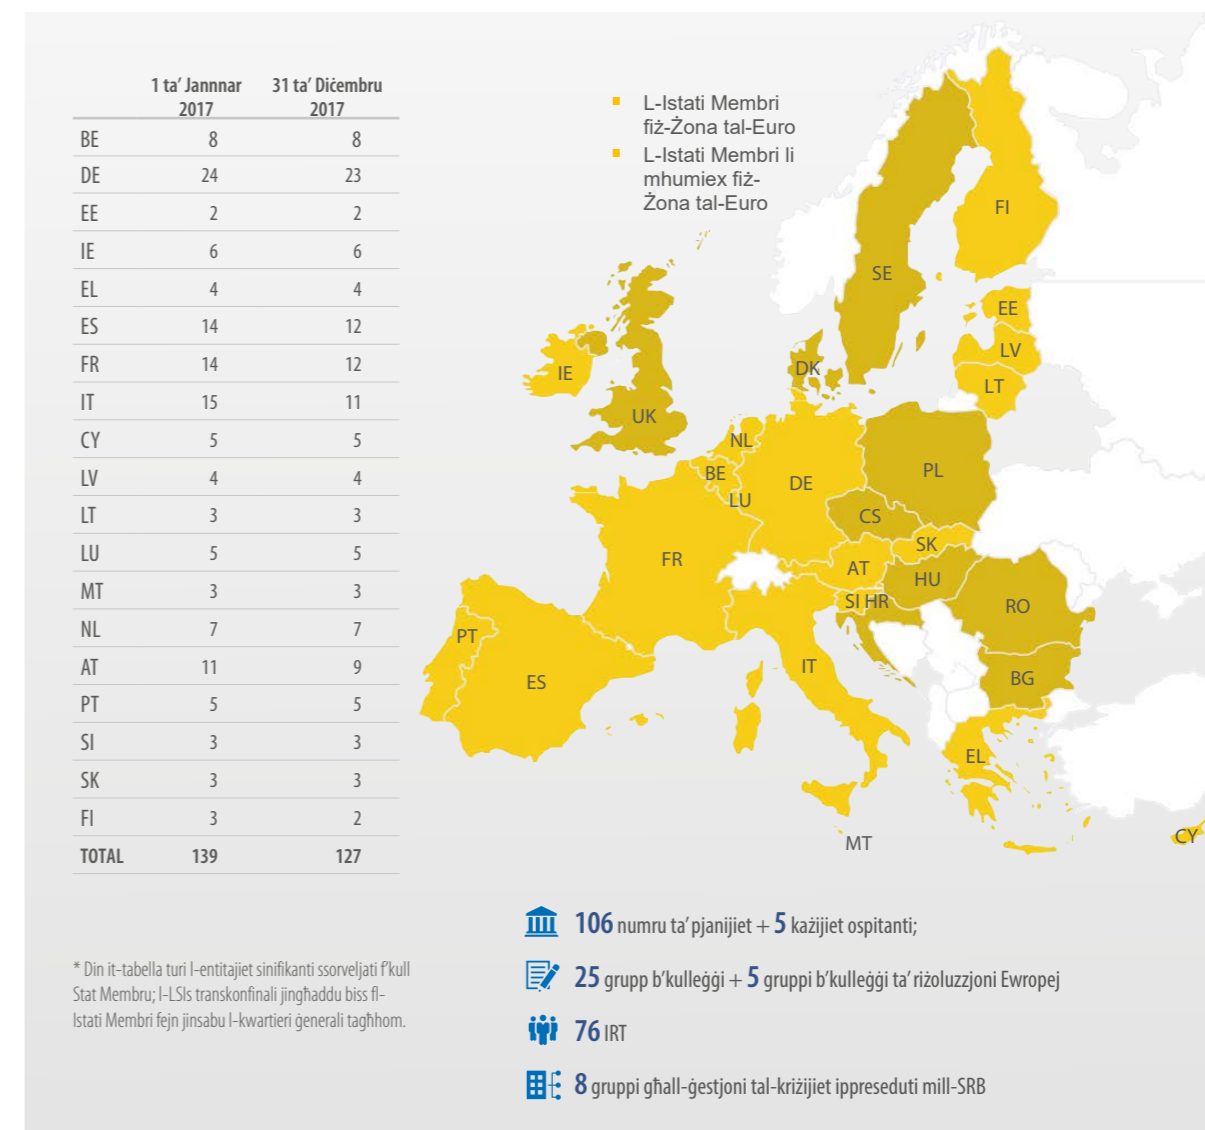 1 ta’ Jannnar 2017 31 ta’ Diċembru 2017
BE 8 8
DE 24 23
EE 2 2
IE 6 6
EL 4 4
ES 14 12
FR 14 12
IT 15 11
CY 5 5
LV 4 4
LT 3 3
LU 5 5
MT 3 3
NL 7 7
AT 11 9
PT 5 5
SI 3 3
SK 3 3
FI 3 2
TOTAL 139 127
* Din it-tabella turi l-entitajiet sinifikanti ssorveljati f’kull
Stat Membru; l-LSIs transkonfinali jingħaddu biss fl-
Istati Membri fejn jinsabu l-kwartieri ġenerali tagħhom.
L-Istati Membri
fiż-Żona tal-Euro
L-Istati Membri li
mhumiex fiż-
Żona tal-Euro
FI
SE
EE
LV
LT
DK
IE
UK
NL
BE
LU
DE
PL
CS
SK
FR
AT
HU
SI HR
RO
PT
ES
IT
BG
EL
MT
CY
106 numru ta’ pjanijiet + 5 każijiet ospitanti;
25 grupp b’kulleġġi + 5 gruppi b’kulleġġi ta’ riżoluzzjoni Ewropej
76 IRT
8 gruppi għall-ġestjoni tal-kriżijiet ippreseduti mill-SRB